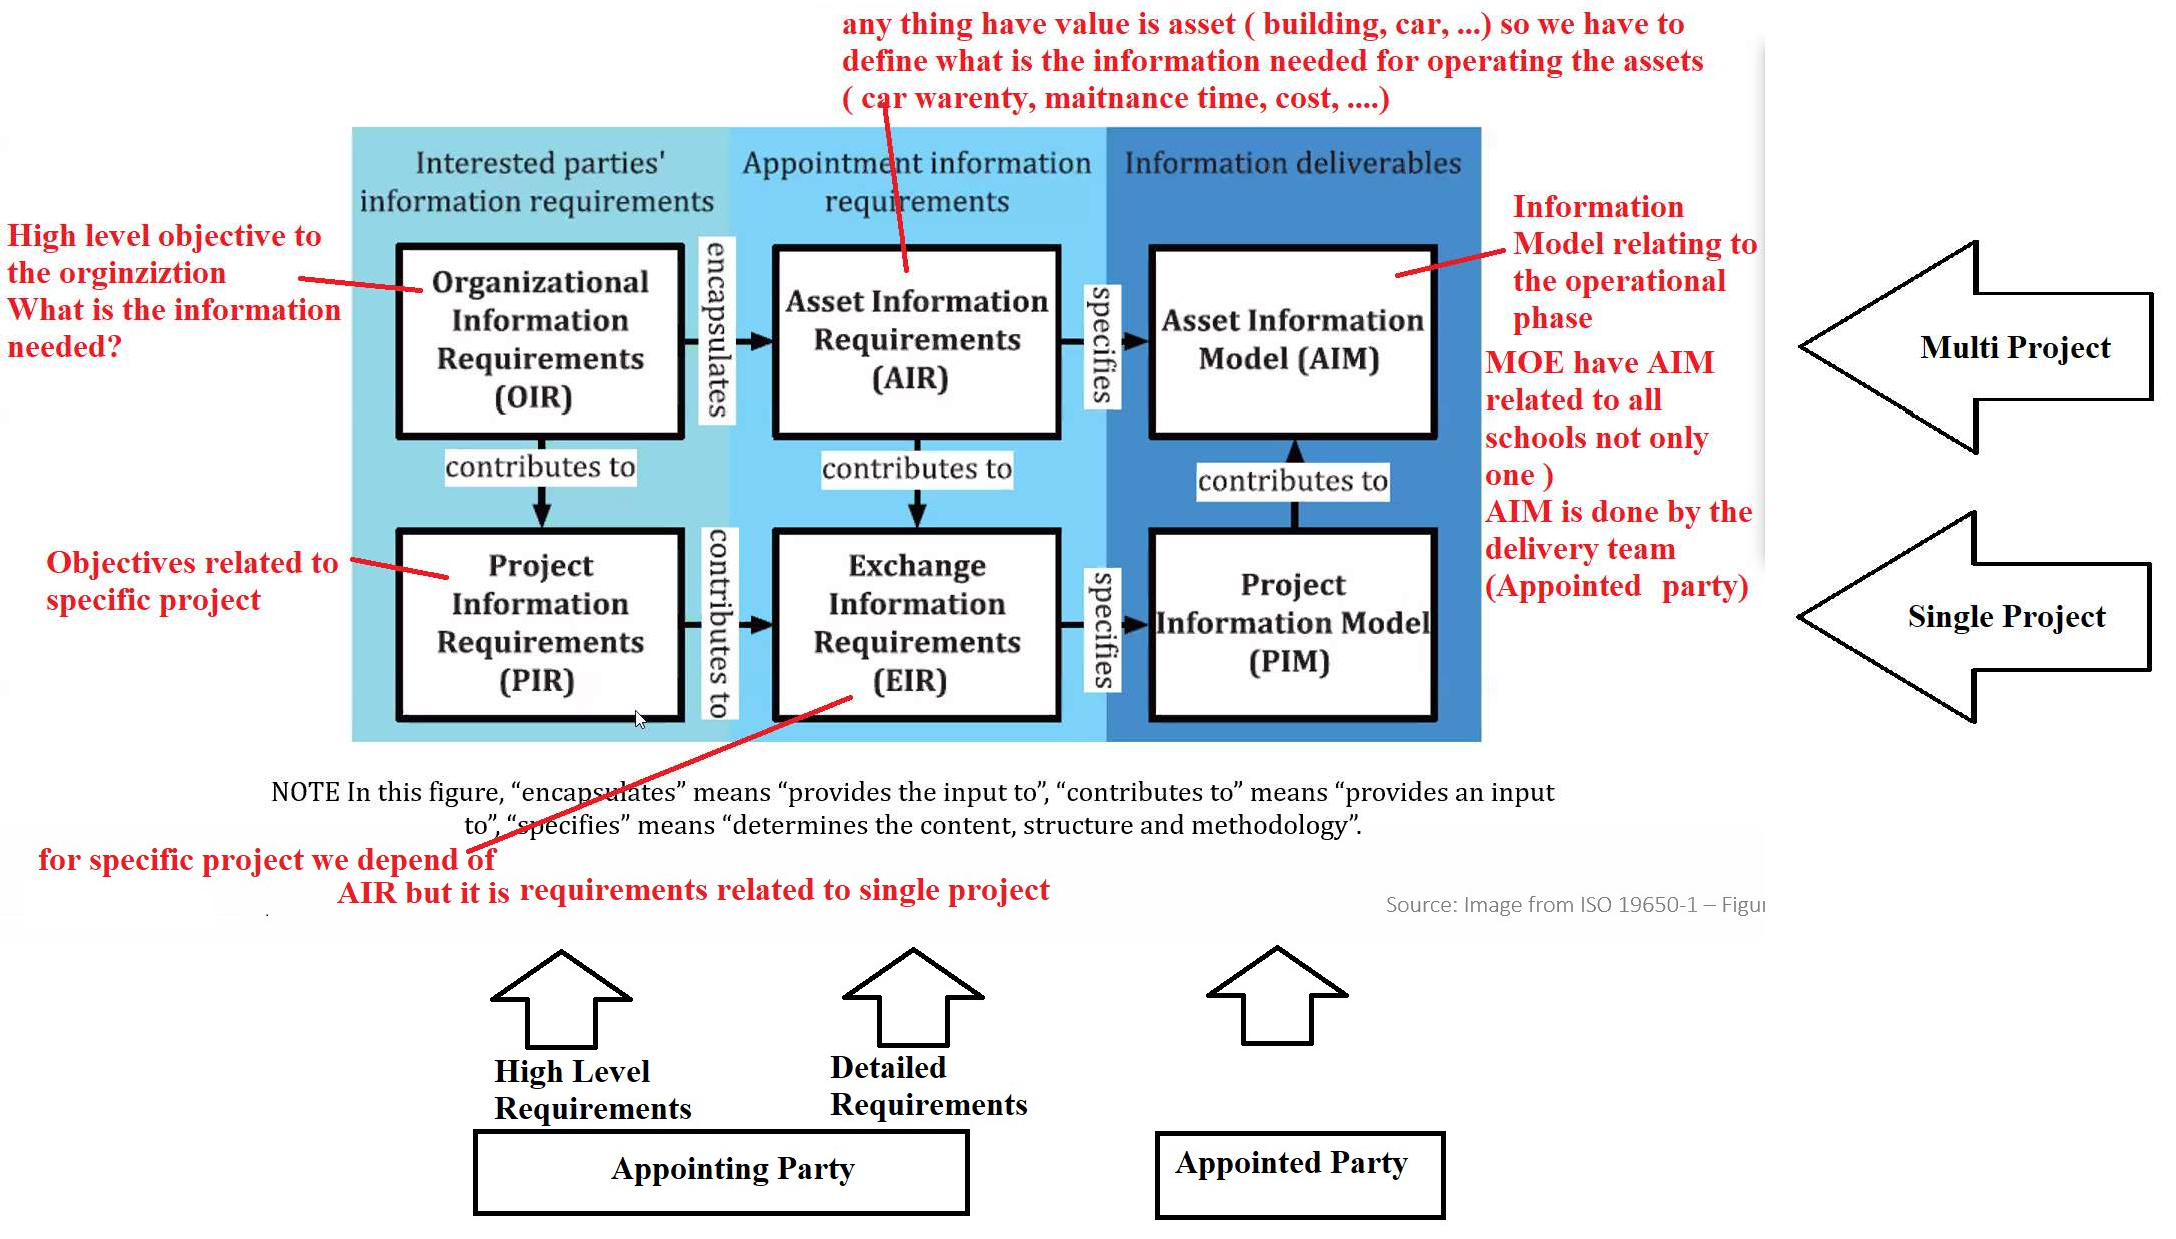 any thing have value is asset ( building, car, ...) so we have to
define what is the information needed for operating the assets
( car warenty, maitnance time, cost, ....)
Interested parties'
information requirements
Appointment information
requirements
Information deliverables
High level objective to
the orginziztion
What is the information
needed?
Organizational
Information
Requirements
(OIR)
encapsulates
Asset Information
Requirements
(AIR)
specifies
Asset Information
Model (AIM)
Information
Model relating to
the operational
phase
MOE have AIM
related to all
schools not only
one )
AIM is done by the
delivery team
(Appointed party)
Multi Project
contributes to
contributes to
contributes to
Objectives related to
specific project
Project
Information
Requirements
(PIR)
contributes to
Exchange
Information
Requirements
(EIR)
specifies
Project
Information Model
(PIM)
Single Project
NOTE In this figure, “encapsulates” means “provides the input to”, “contributes to” means “provides an input
to”, “specifies” means “determines the content, structure and methodology”.
for specific project we depend of
AIR but it is requirements related to single project
Source: Image from ISO 19650-1 – Figur
High Level
Requirements
Detailed
Requirements
Appointing Party
Appointed Party